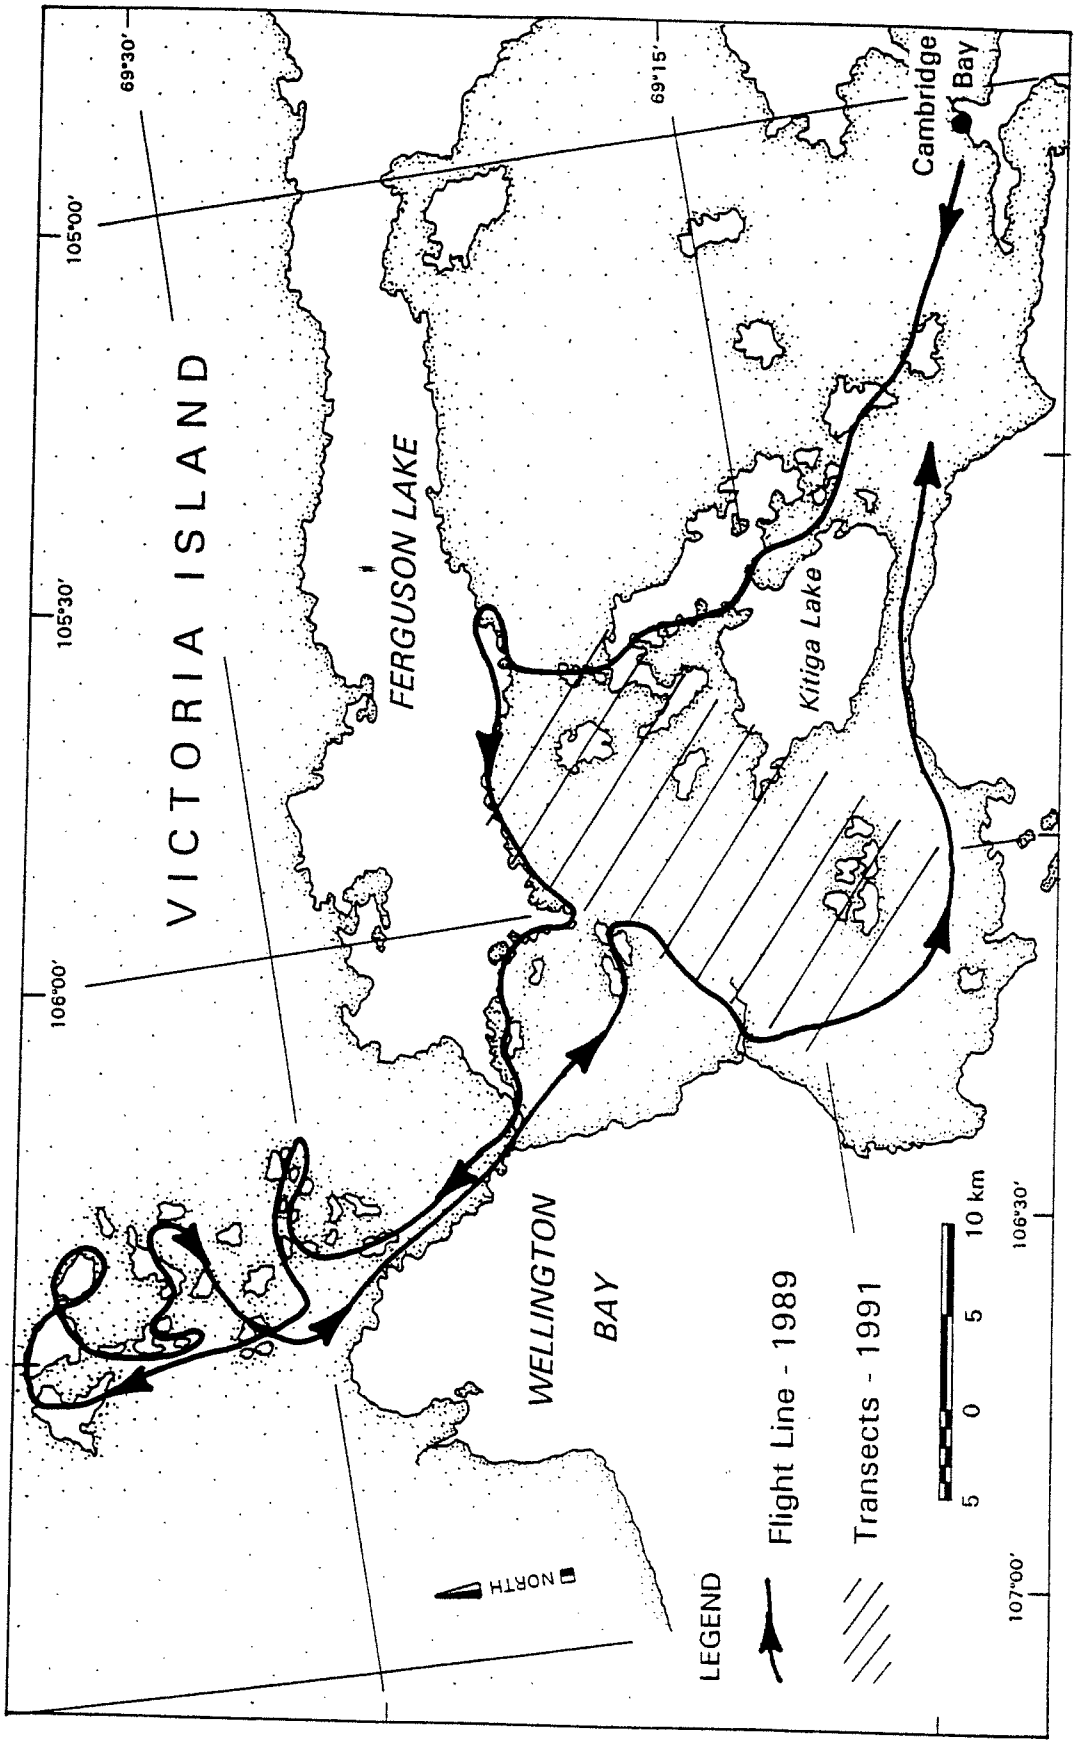 69°30'
69°15'
Cambridge
Bay
105°00'
VICTORIA ISLAND
FERGUSON LAKE
105°30'
Kitiga Lake
106°00'
WELLINGTON
BAY
106°30'
107°00'
NORTH
LEGEND
Flight Line - 1989
Transects - 1991
5 0 5 10 km